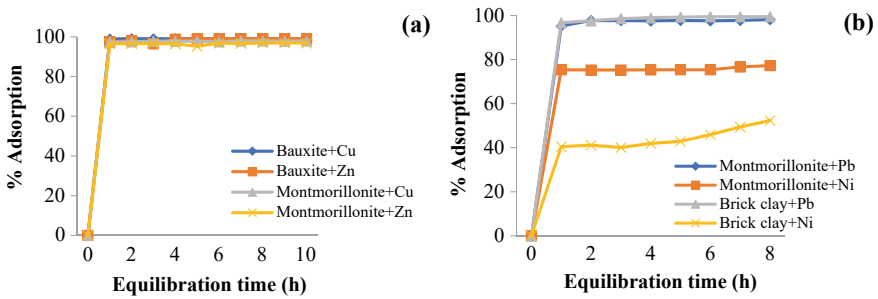 (a)
100
80
60
40
20
0
% Adsorption
Bauxite+Cu
Bauxite+Zn
Montmorillonite+Cu
Montmorillonite+Zn
0 2 4 6 8 10
Equilibration time (h)
(b)
100
80
60
40
20
0
% Adsorption
Montmorillonite+Pb
Montmorillonite+Ni
Brick clay+Pb
Brick clay+Ni
0 2 4 6 8
Equilibration time (h)